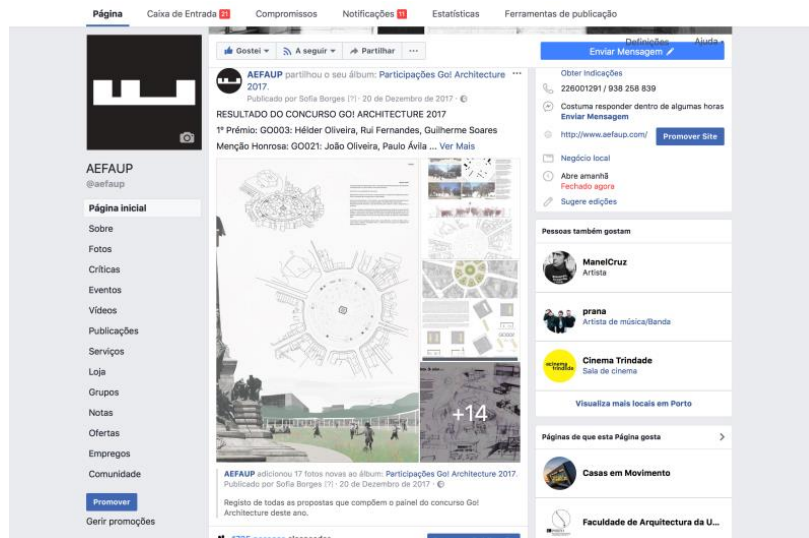 Página Caixa de Entrada 21 Compromissos Notificações 11 Estatísticas Ferramentas de publicação
Definições Ajuda
Gostei A seguir Partilhar ...
Enviar Mensagem
AEFAUP
@aefaup
Página inicial
Sobre
Fotos
Críticas
Eventos
Vídeos
Publicações
Serviços
Loja
Grupos
Notas
Ofertas
Empregos
Comunidade
Promover
Gerir promoções
AEFAUP partilhou o seu álbum: Participações Go! Architecture
2017.
Publicado por Sofia Borges [?] · 20 de Dezembro de 2017 ·
RESULTADO DO CONCURSO GO! ARCHITECTURE 2017
1º Prémio: GO003: Hélder Oliveira, Rui Fernandes, Guilherme Soares
Menção Honrosa: GO021: João Oliveira, Paulo Ávila ... Ver Mais
+14
AEFAUP adicionou 17 fotos novas ao álbum: Participações Go! Architecture 2017.
Publicado por Sofia Borges [?] · 20 de Dezembro de 2017 ·
Registo de todas as propostas que compõem o painel do concurso Go!
Architecture deste ano.
Obter Indicações
226001291 / 938 258 839
Costuma responder dentro de algumas horas
Enviar Mensagem
http://www.aefaup.com/ Promover Site
Negócio local
Abre amanhã
Fechado agora
Sugere edições
Pessoas também gostam
ManelCruz
Artista
prana
Artista de música/Banda
Cinema Trindade
Sala de cinema
Visualiza mais locais em Porto
Páginas de que esta Página gosta
Casas em Movimento
Faculdade de Arquitectura da U...